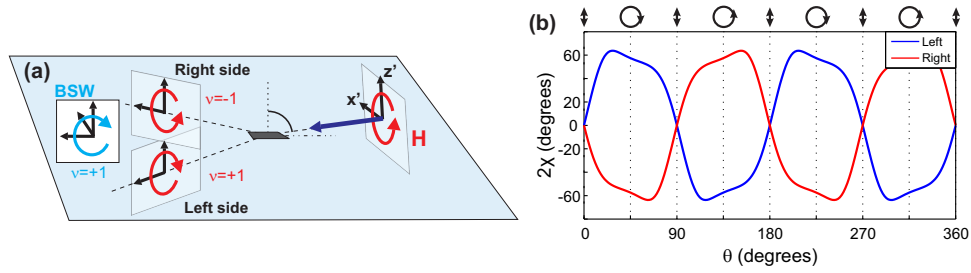 (a)
Right side
BSW
ν=-1
z'
x'
H
ν=+1
ν=+1
Left side
(b)
Left
Right
2χ (degrees)
60
20
0
-20
-60
0
90
180
270
360
θ (degrees)